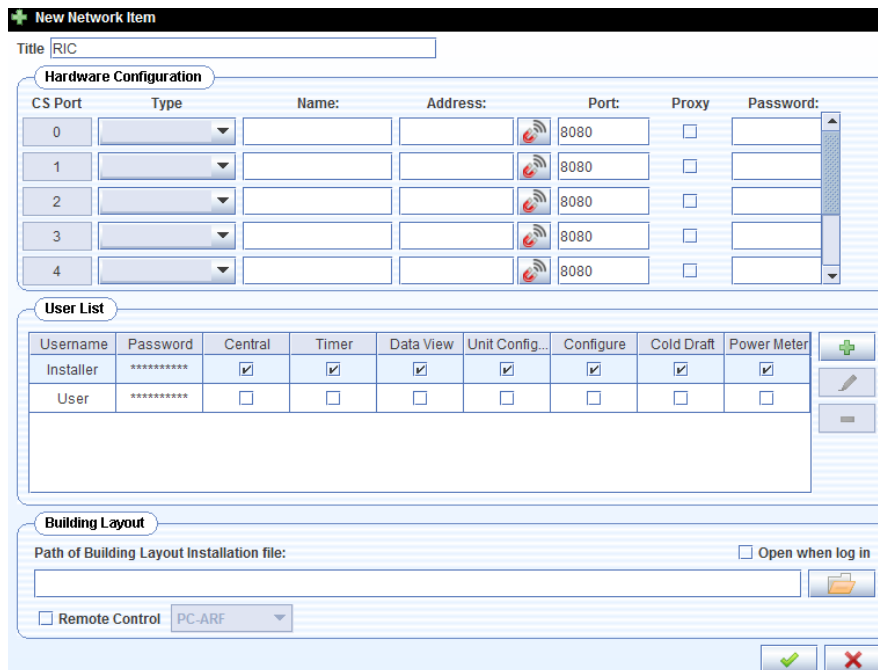 New Network Item
Title RIC
Hardware Configuration
CS Port Type Name: Address: Port: Proxy Password:
0 8080
1 8080
2 8080
3 8080
4 8080
User List
Username Password Central Timer Data View Unit Config... Configure Cold Draft Power Meter
Installer **********
User **********
Building Layout
Path of Building Layout Installation file: Open when log in
Remote Control PC-ARF